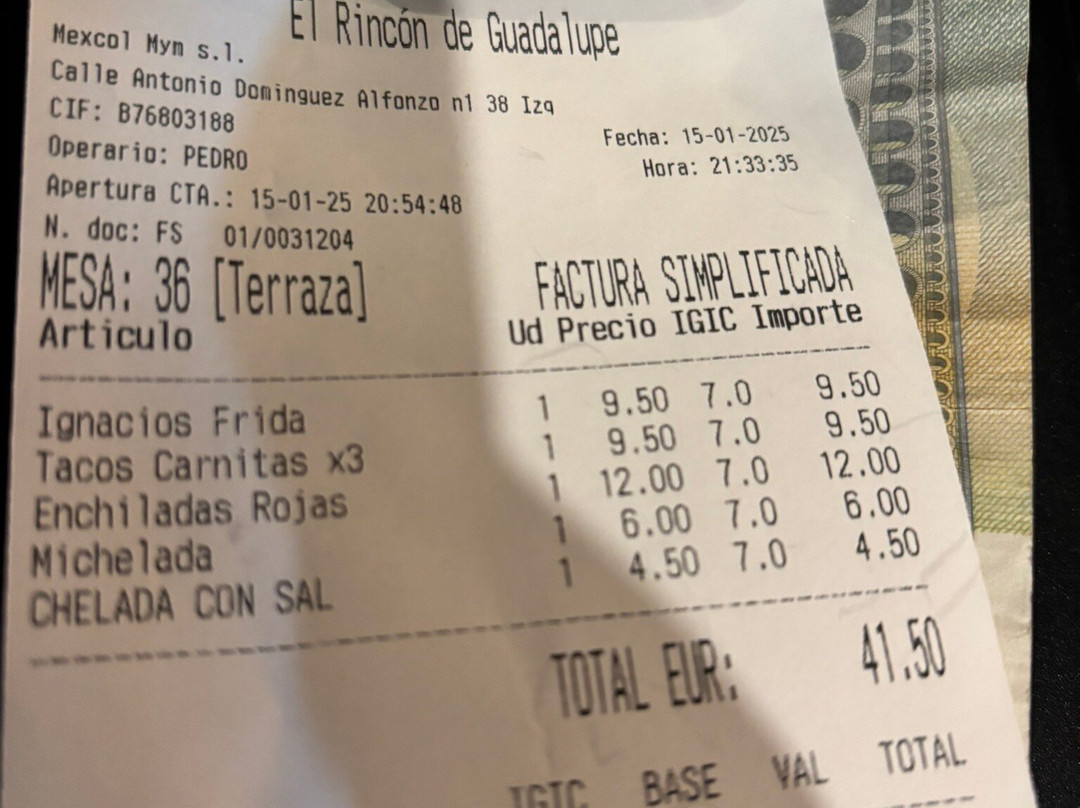 El Rincón de Guadalupe
Mexcol Mym s.l.
Calle Antonio Dominguez Alfonzo n1 38 Izq
CIF: B76803188
Fecha: 15-01-2025
Operario: PEDRO
Hora: 21:33:35
Apertura CTA.: 15-01-25 20:54:48
N. doc: FS 01/0031204
MESA: 36 [Terraza] FACTURA SIMPLIFICADA
Articulo Ud Precio IGIC Importe
Ignacios Frida 1 9.50 7.0 9.50
Tacos Carnitas x3 1 9.50 7.0 9.50
Enchiladas Rojas 1 12.00 7.0 12.00
Michelada 1 6.00 7.0 6.00
CHELADA CON SAL 1 4.50 7.0 4.50
TOTAL EUR: 41.50
IGIC BASE VAL TOTAL